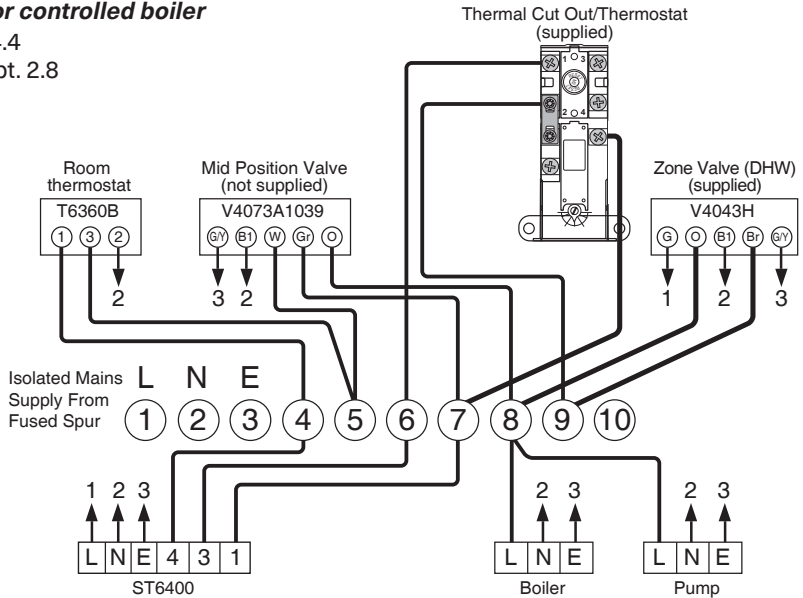 or controlled boiler
4.4
pt. 2.8
Thermal Cut Out/Thermostat
(supplied)
1 3
2 4
Room
thermostat
T6360B
1 3 2
2
Mid Position Valve
(not supplied)
V4073A1039
G/Y B1 W Gr O
3 2
Zone Valve (DHW)
(supplied)
V4043H
G O B1 Br G/Y
1 2 3
Isolated Mains
Supply From
Fused Spur
L N E
1 2 3 4 5 6 7 8 9 10
1 2 3
L N E 4 3 1
ST6400
2 3
L N E
Boiler
2 3
L N E
Pump